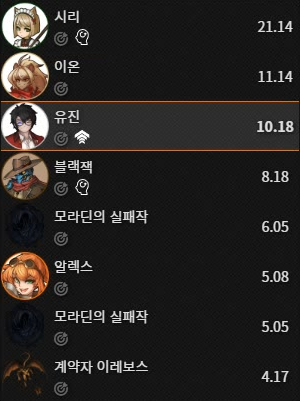 시리
21.14
이온
11.14
유진
10.18
블랙잭
8.18
모라딘의 실패작
6.05
알렉스
5.08
모라딘의 실패작
5.05
계약자 이레보스
4.17